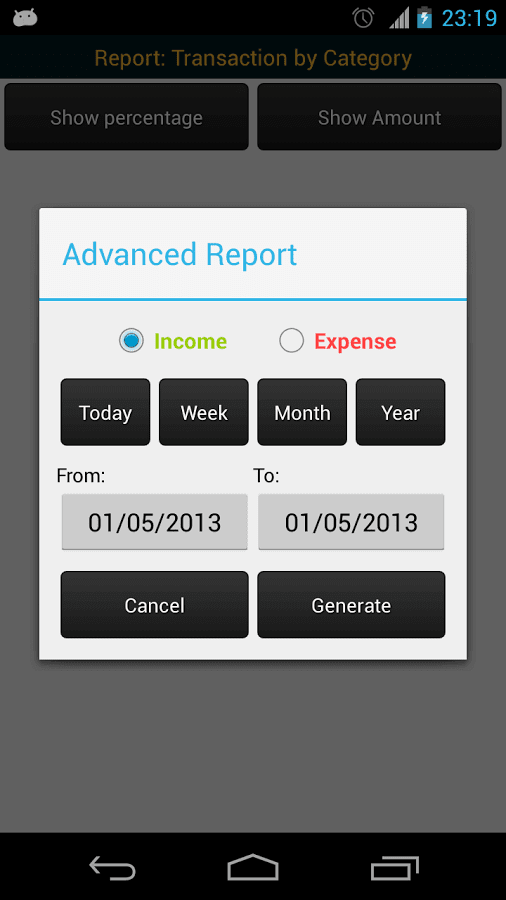 23:19
Report: Transaction by Category
Show percentage Show Amount
Advanced Report
Income Expense
Today Week Month Year
From: To:
01/05/2013 01/05/2013
Cancel Generate